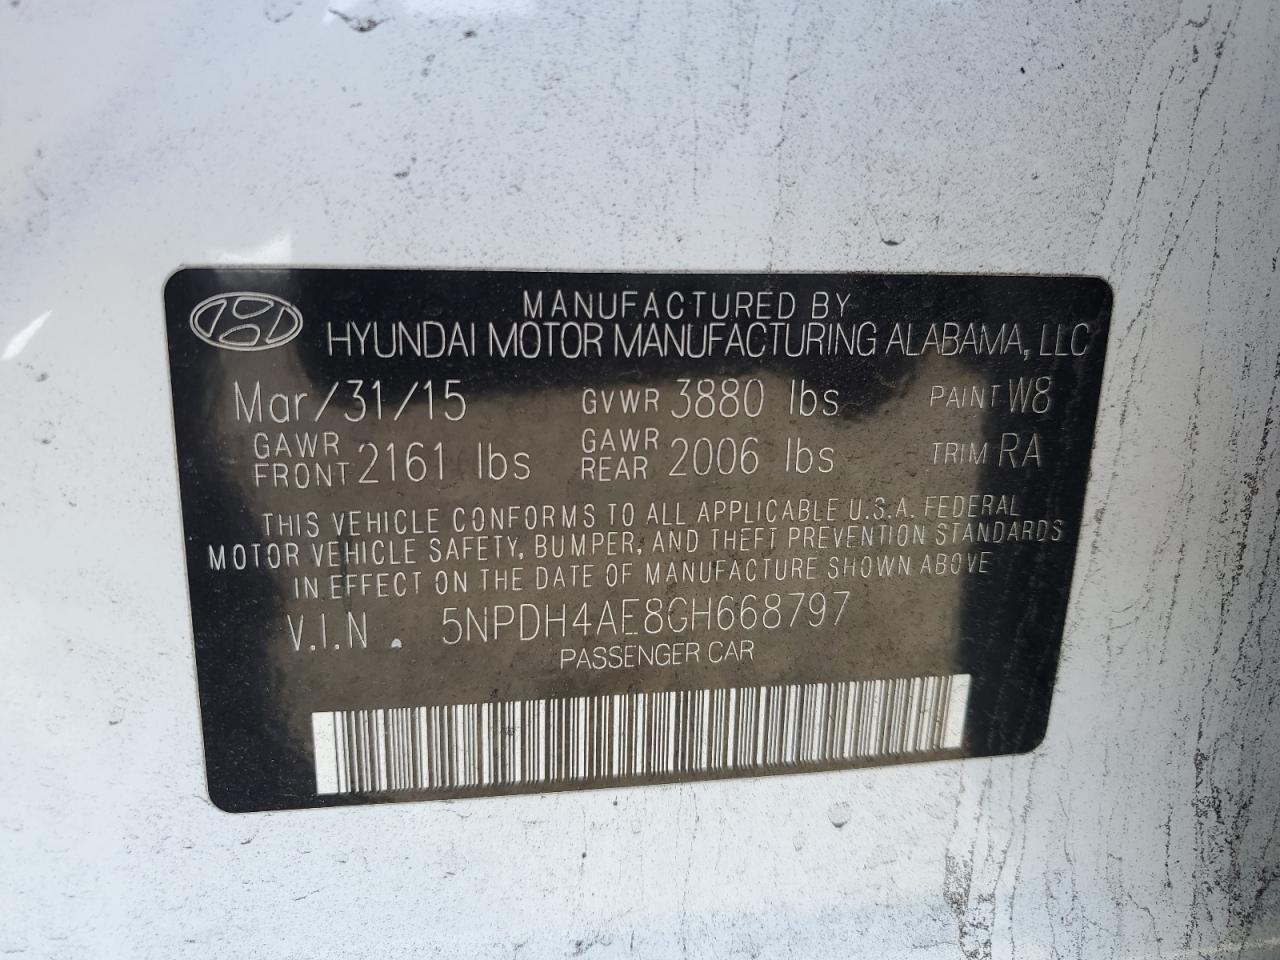 MANUFACTURED BY
HYUNDAI MOTOR MANUFACTURING ALABAMA, LLC
Mar/31/15 GVWR 3880 lbs PAINT W8
GAWR FRONT 2161 lbs GAWR REAR 2006 lbs TRIM RA
THIS VEHICLE CONFORMS TO ALL APPLICABLE U.S.A. FEDERAL
MOTOR VEHICLE SAFETY, BUMPER, AND THEFT PREVENTION STANDARDS
IN EFFECT ON THE DATE OF MANUFACTURE SHOWN ABOVE
V.I.N. 5NPDH4AE8GH668797
PASSENGER CAR